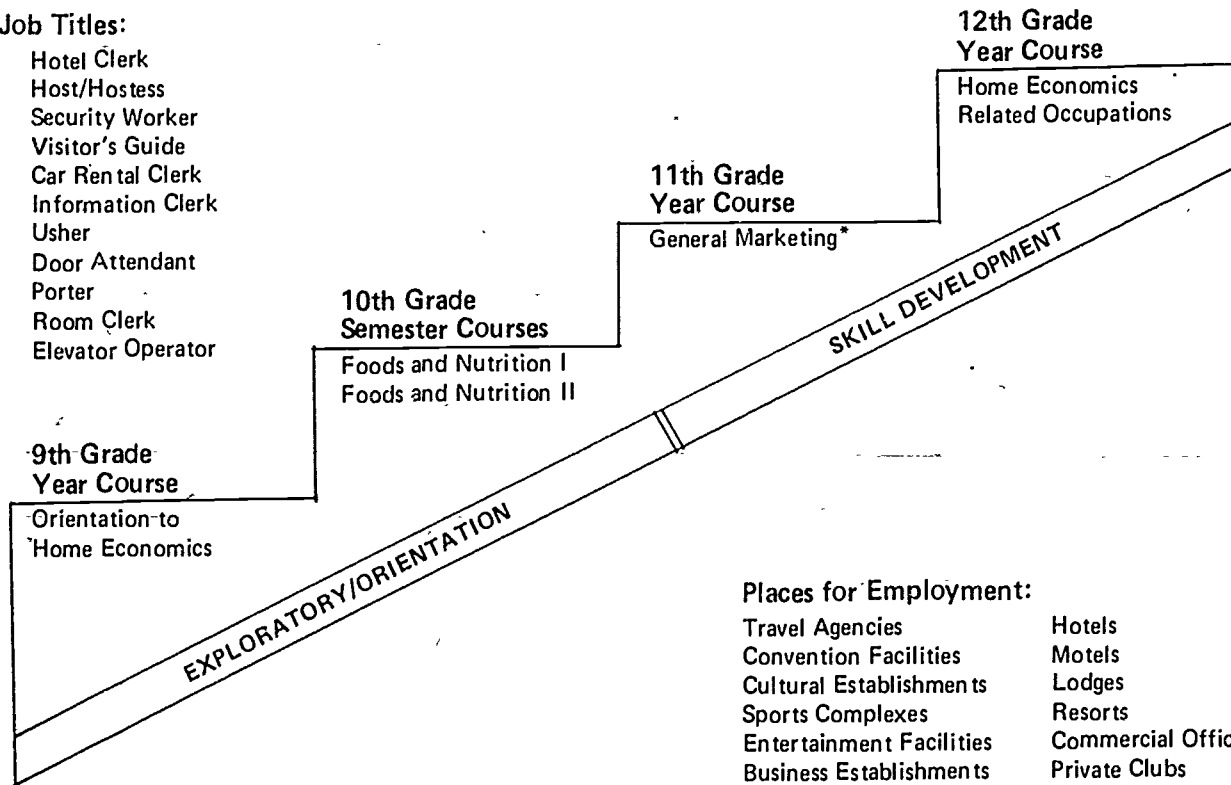 Job Titles:
Hotel Clerk
Host/Hostess
Security Worker
Visitor's Guide
Car Rental Clerk
Information Clerk
Usher
Door Attendant
Porter
Room Clerk
Elevator Operator
9th Grade
Year Course
Orientation to
Home Economics
10th Grade
Semester Courses
Foods and Nutrition I
Foods and Nutrition II
11th Grade
Year Course
General Marketing*
12th Grade
Year Course
Home Economics
Related Occupations
EXPLORATORY/ORIENTATION
SKILL DEVELOPMENT
Places for Employment:
Travel Agencies
Convention Facilities
Cultural Establishments
Sports Complexes
Entertainment Facilities
Business Establishments
Hotels
Motels
Lodges
Resorts
Commercial
Private Clubs